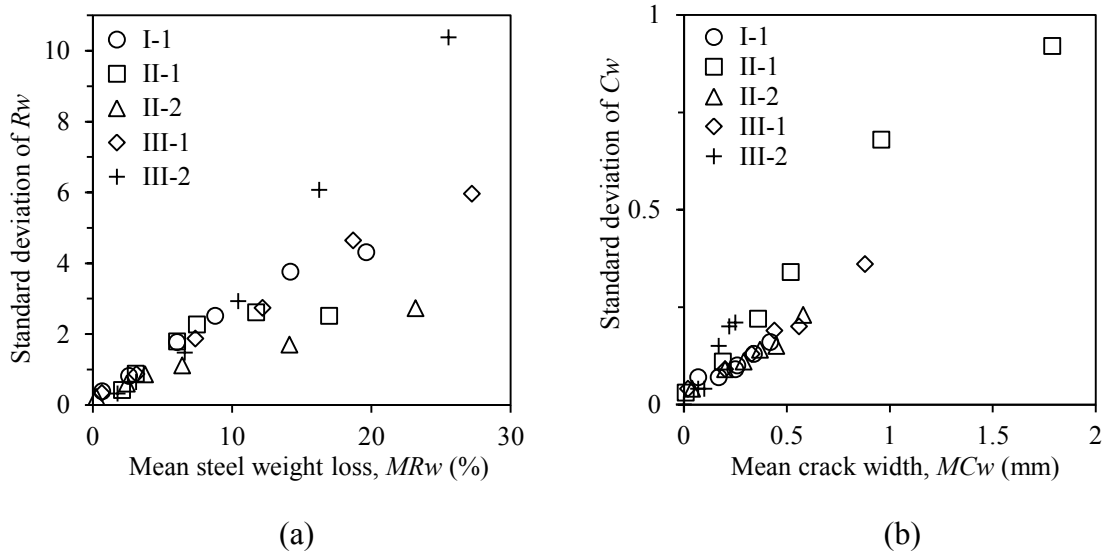 10
8
6
4
2
0
Standard deviation of Rw
I-1
II-1
II-2
III-1
III-2
0 10 20 30
Mean steel weight loss, MRw (%)
(a)
1
0.5
0
Standard deviation of Cw
I-1
II-1
II-2
III-1
III-2
0 0.5 1 1.5 2
Mean crack width, MCw (mm)
(b)